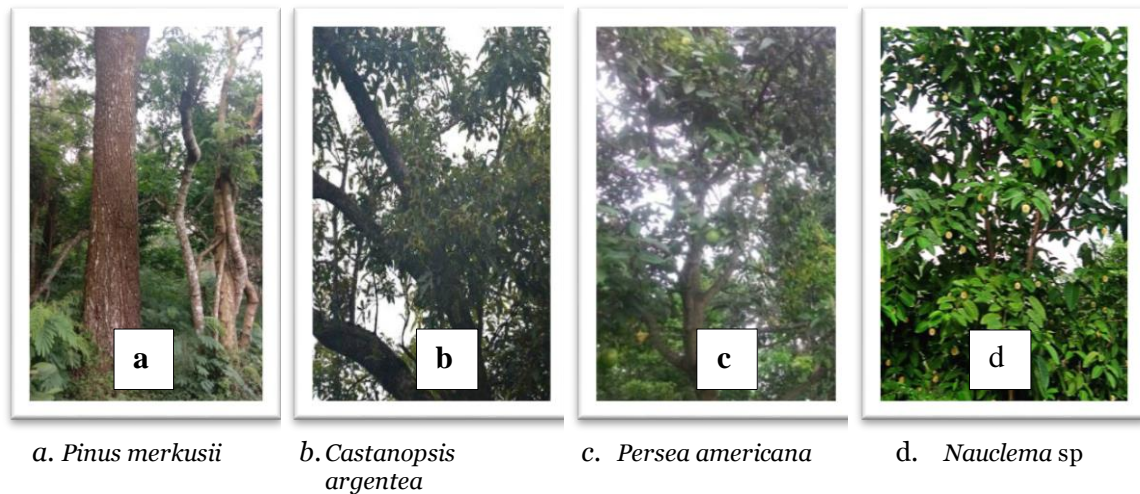 a
b
c
d
a. Pinus merkusii
b. Castanopsis
argentea
c. Persea americana
d. Nauclema sp